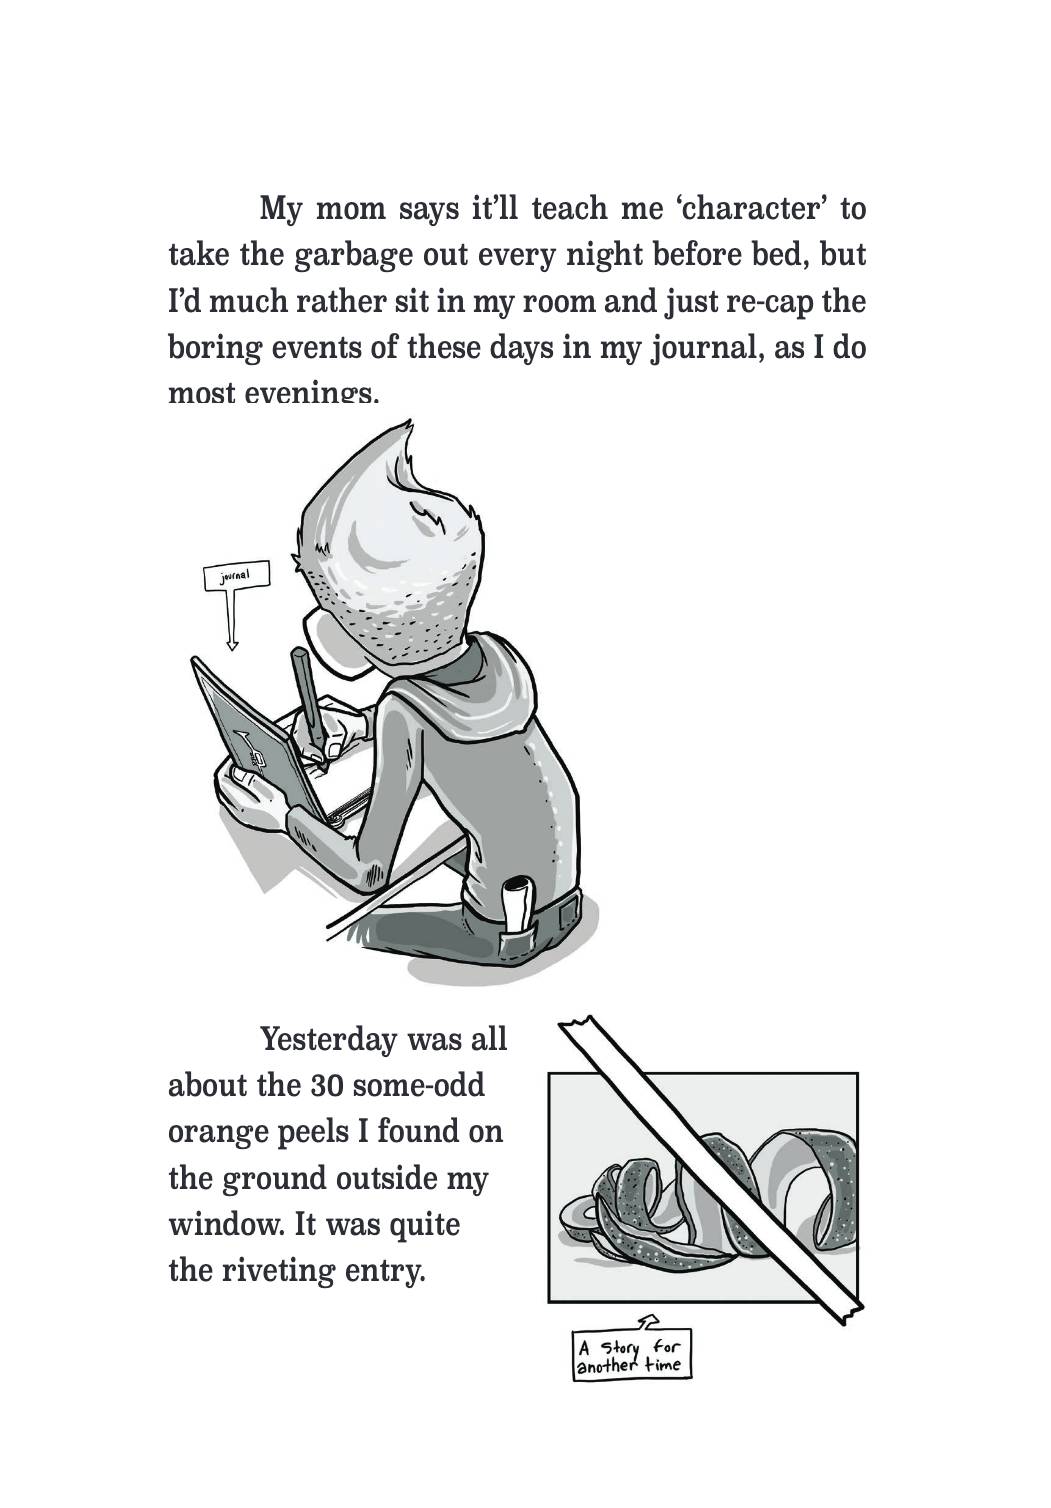 My mom says it’ll teach me ‘character’ to
take the garbage out every night before bed, but
I’d much rather sit in my room and just re-cap the
boring events of these days in my journal, as I do
most evenings.
journal
Yesterday was all
about the 30 some-odd
orange peels I found on
the ground outside my
window. It was quite
the riveting entry.
A Story for
another time